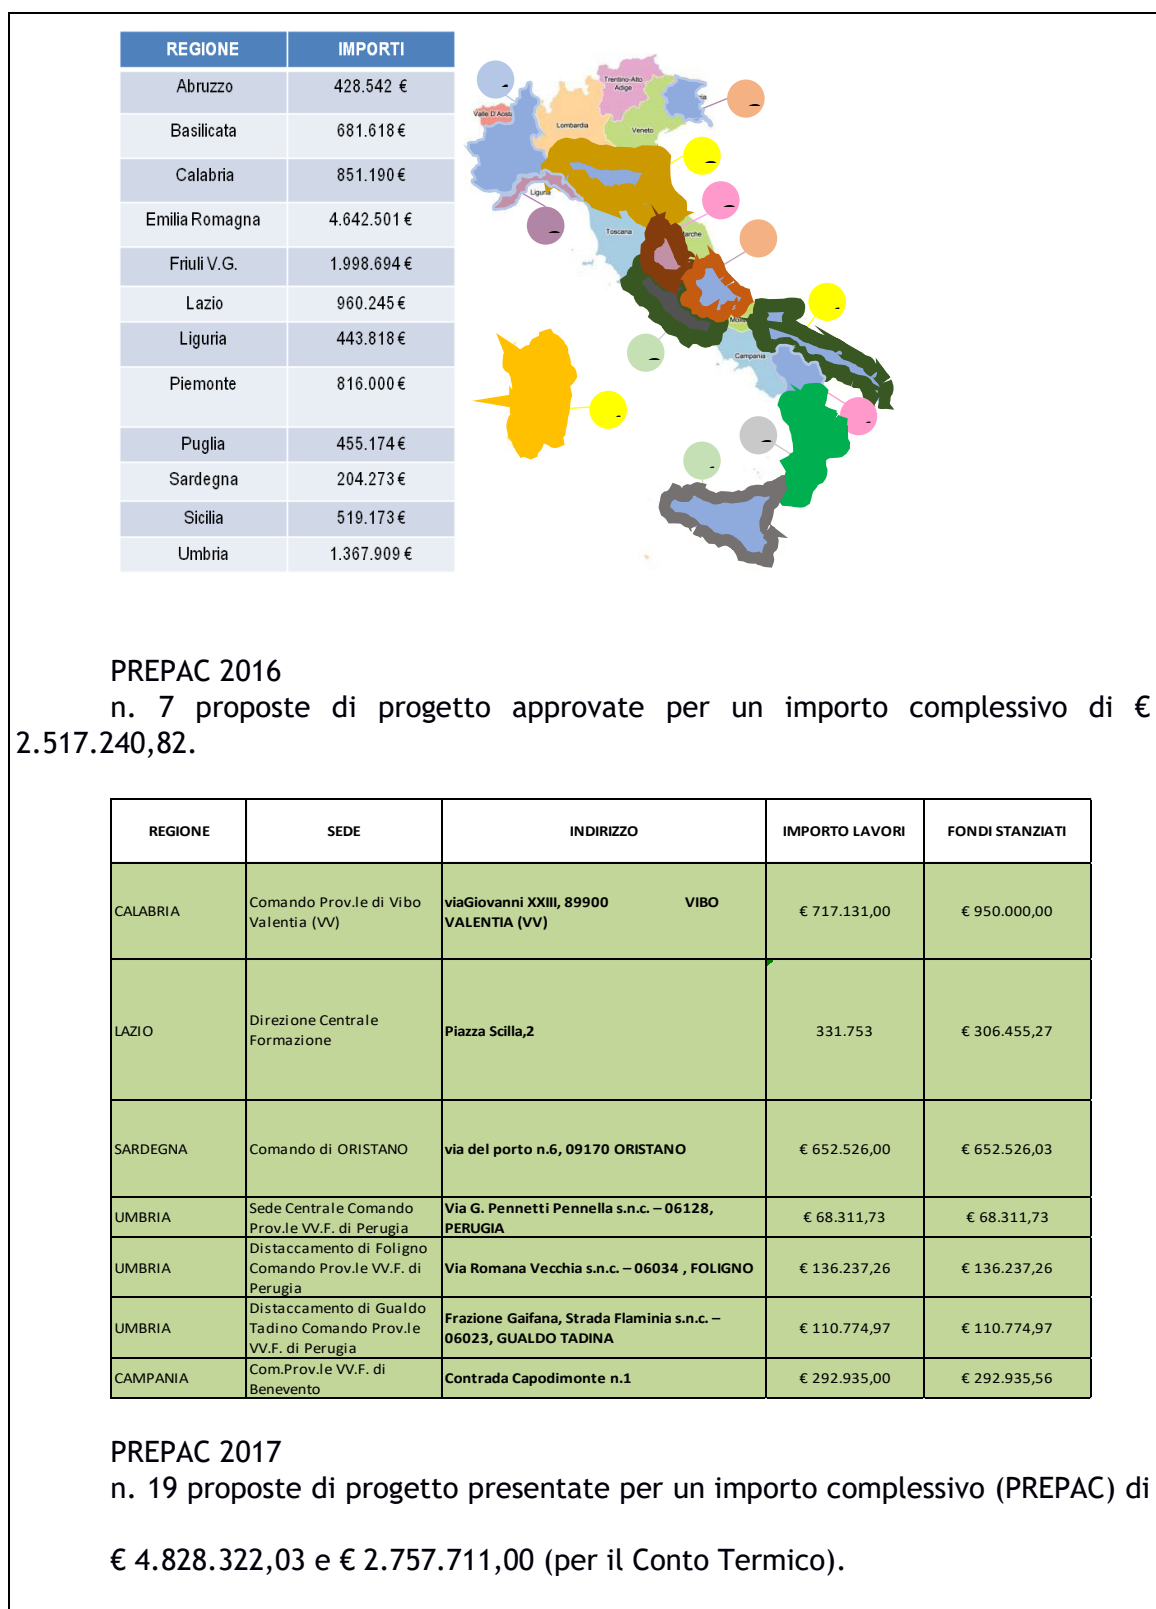 REGIONE IMPORTI
Abruzzo 428.542 €
Basilicata 681.618 €
Calabria 851.190 €
Emilia Romagna 4.642.501 €
Friuli V.G. 1.998.694 €
Lazio 960.245 €
Liguria 443.818 €
Piemonte 816.000 €
Puglia 455.174 €
Sardegna 204.273 €
Sicilia 519.173 €
Umbria 1.367.909 €
Trentino-Alto
Adige
Valle D'Aosta
Lombardia
Veneto
Liguria
Toscana
Campania
PREPAC 2016
n. 7 proposte di progetto approvate per un importo complessivo di €
2.517.240,82.
REGIONE SEDE INDIRIZZO IMPORTO LAVORI FONDI STANZIATI
CALABRIA
Comando Prov.le di Vibo
Valentia (VV)
viaGiovanni XXIII, 89900 VIBO
VALENTIA (VV)
€ 717.131,00
€ 950.000,00
LAZIO
Direzione Centrale
Formazione
Piazza Scilla,2
331.753
€ 306.455,27
SARDEGNA
Comando di ORISTANO
via del porto n.6, 09170 ORISTANO
€ 652.526,00
€ 652.526,03
UMBRIA
Sede Centrale Comando
Prov.le VV.F. di Perugia
Via G. Pennetti Pennella s.n.c. – 06128,
PERUGIA
€ 68.311,73
€ 68.311,73
UMBRIA
Distaccamento di Foligno
Comando Prov.le VV.F. di
Perugia
Via Romana Vecchia s.n.c. – 06034 , FOLIGNO
€ 136.237,26
€ 136.237,26
UMBRIA
Distaccamento di Gualdo
Tadino Comando Prov.le
VV.F. di Perugia
Frazione Gaifana, Strada Flaminia s.n.c. –
06023, GUALDO TADINA
€ 110.774,97
€ 110.774,97
CAMPANIA
Com.Prov.le VV.F. di
Benevento
Contrada Capodimonte n.1
€ 292.935,00
€ 292.935,56
PREPAC 2017
n. 19 proposte di progetto presentate per un importo complessivo (PREPAC) di
€ 4.828.322,03 e € 2.757.711,00 (per il Conto Termico).